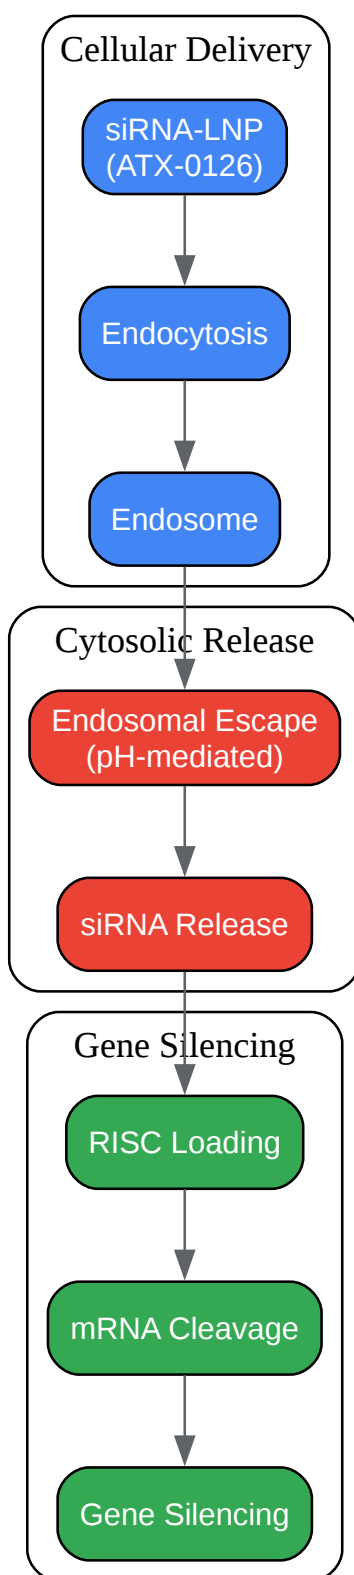 Cellular Delivery
siRNA-LNP
(ATX-0126)
Endocytosis
Endosome
Cytosolic Release
Endosomal Escape
(pH-mediated)
siRNA Release
Gene Silencing
RISC Loading
mRNA Cleavage
Gene Silencing